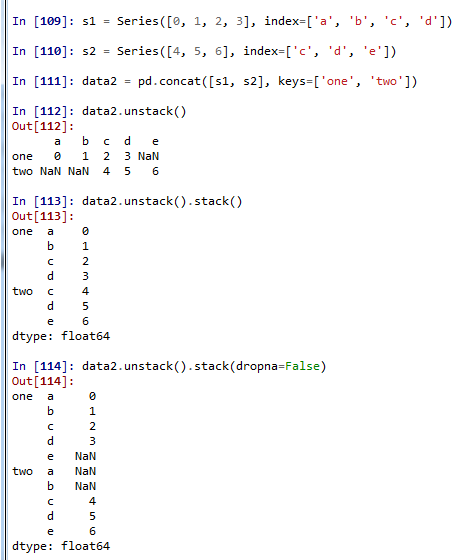 In [109]: s1 = Series([0, 1, 2, 3], index=['a', 'b', 'c', 'd'])
In [110]: s2 = Series([4, 5, 6], index=['c', 'd', 'e'])
In [111]: data2 = pd.concat([s1, s2], keys=['one', 'two'])
In [112]: data2.unstack()
Out[112]:
a b c d e
one 0 1 2 3 NaN
two NaN NaN 4 5 6
In [113]: data2.unstack().stack()
Out[113]:
one a 0
b 1
c 2
d 3
two c 4
d 5
e 6
dtype: float64
In [114]: data2.unstack().stack(dropna=False)
Out[114]:
one a 0
b 1
c 2
d 3
e NaN
two a NaN
b NaN
c 4
d 5
e 6
dtype: float64